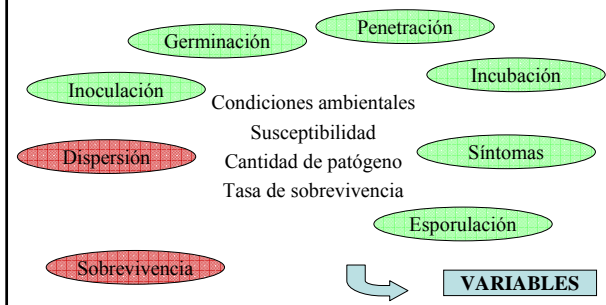 Penetración
Germinación
Incubación
Inoculación
Condiciones ambientales
Susceptibilidad
Dispersión
Cantidad de patógeno
Síntomas
Tasa de sobrevivencia
Esporulación
Sobrevivencia
VARIABLES